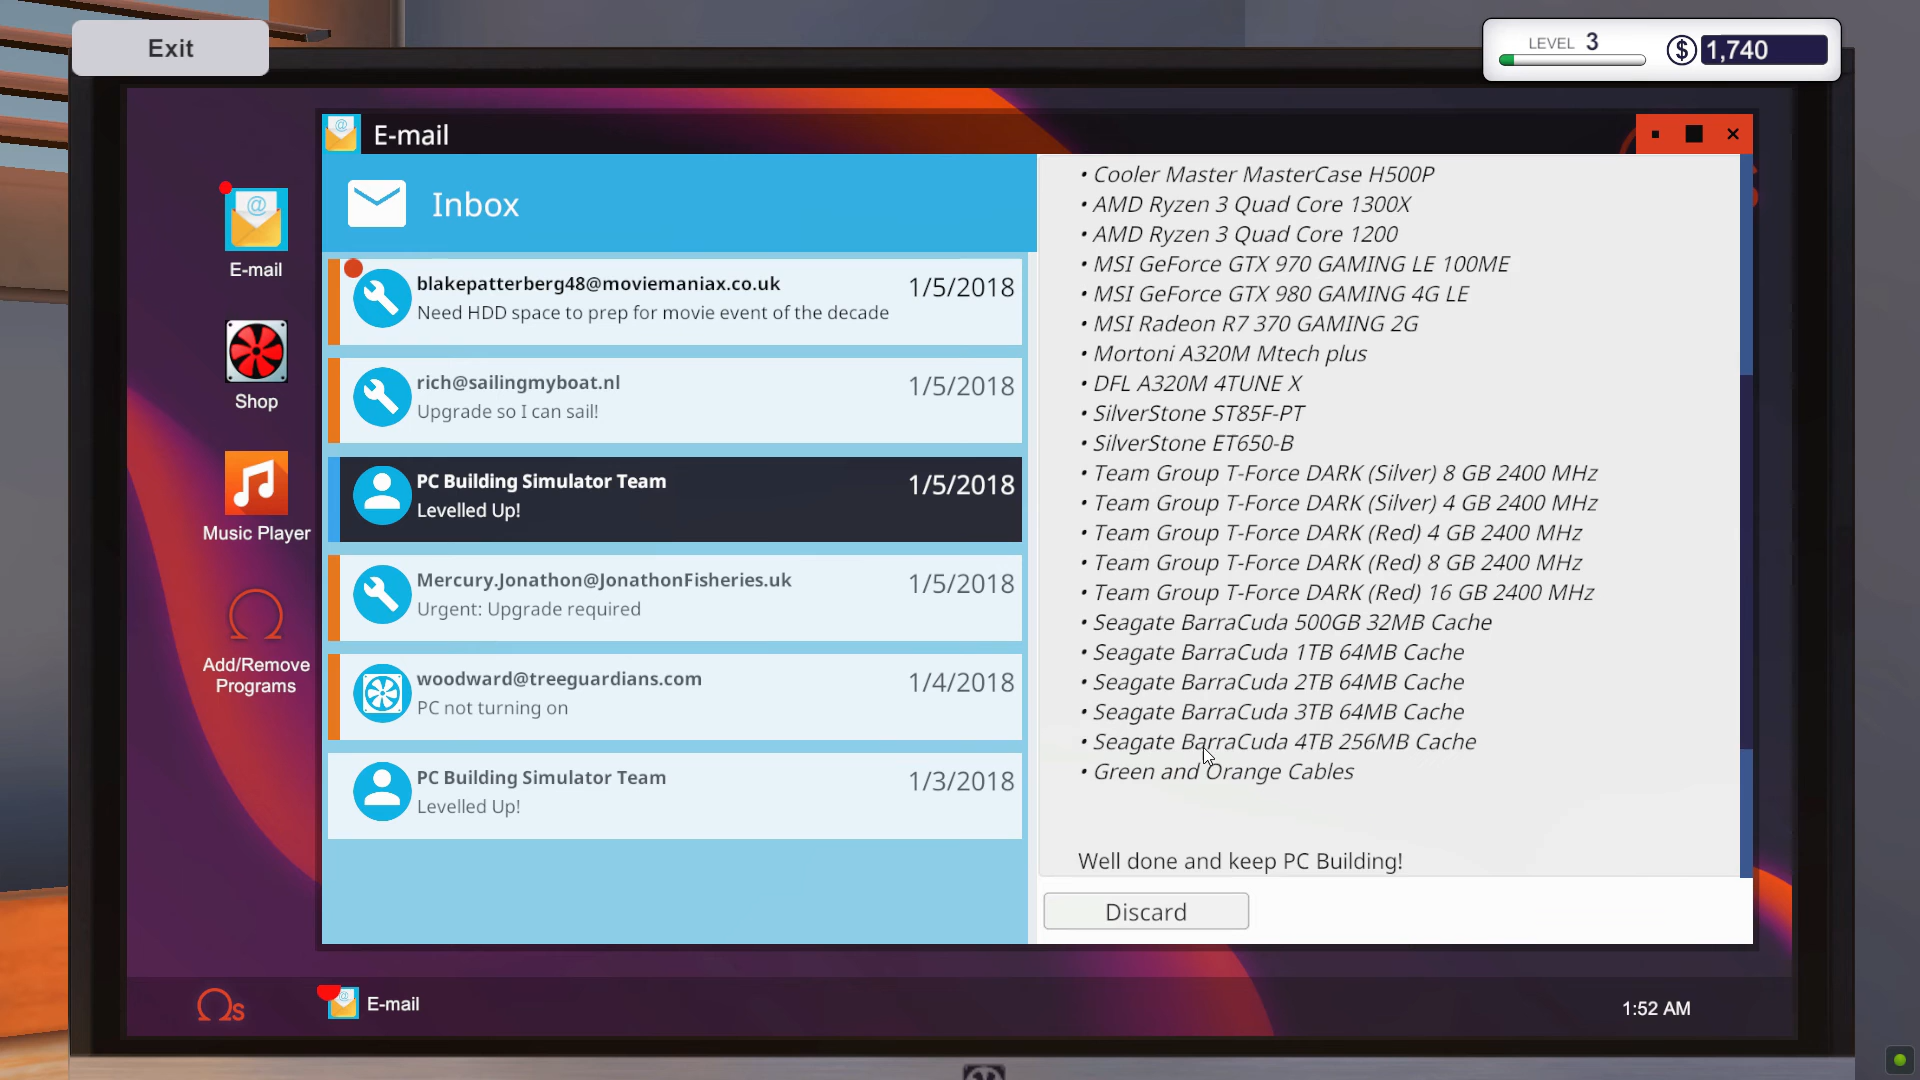 Exit
LEVEL 3
$ 1,740
E-mail
Inbox
E-mail
Shop
Music Player
Add/Remove
Programs
blakepatterberg48@moviemaniax.co.uk
1/5/2018
Need HDD space to prep for movie event of the decade
rich@sailingmyboat.nl
1/5/2018
Upgrade so I can sail!
PC Building Simulator Team
1/5/2018
Levelled Up!
Mercury.Jonathon@JonathonFisheries.uk
1/5/2018
Urgent: Upgrade required
woodward@treeguardians.com
1/4/2018
PC not turning on
PC Building Simulator Team
1/3/2018
Levelled Up!
• Cooler Master MasterCase H500P
• AMD Ryzen 3 Quad Core 1300X
• AMD Ryzen 3 Quad Core 1200
• MSI GeForce GTX 970 GAMING LE 100ME
• MSI GeForce GTX 980 GAMING 4G LE
• MSI Radeon R7 370 GAMING 2G
• Mortoni A320M Mtech plus
• DFL A320M 4TUNE X
• SilverStone ST85F-PT
• SilverStone ET650-B
• Team Group T-Force DARK (Silver) 8 GB 2400 MHz
• Team Group T-Force DARK (Silver) 4 GB 2400 MHz
• Team Group T-Force DARK (Red) 4 GB 2400 MHz
• Team Group T-Force DARK (Red) 8 GB 2400 MHz
• Team Group T-Force DARK (Red) 16 GB 2400 MHz
• Seagate BarraCuda 500GB 32MB Cache
• Seagate BarraCuda 1TB 64MB Cache
• Seagate BarraCuda 2TB 64MB Cache
• Seagate BarraCuda 3TB 64MB Cache
• Seagate BarraCuda 4TB 256MB Cache
• Green and Orange Cables
Well done and keep PC Building!
Discard
Ωs
E-mail
1:52 AM